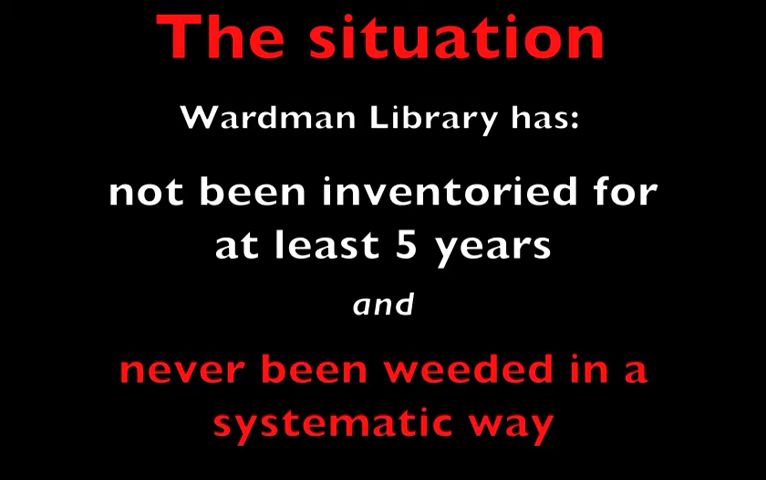 The situation
Wardman Library has:
not been inventoried for
at least 5 years
and
never been weeded in a
systematic way